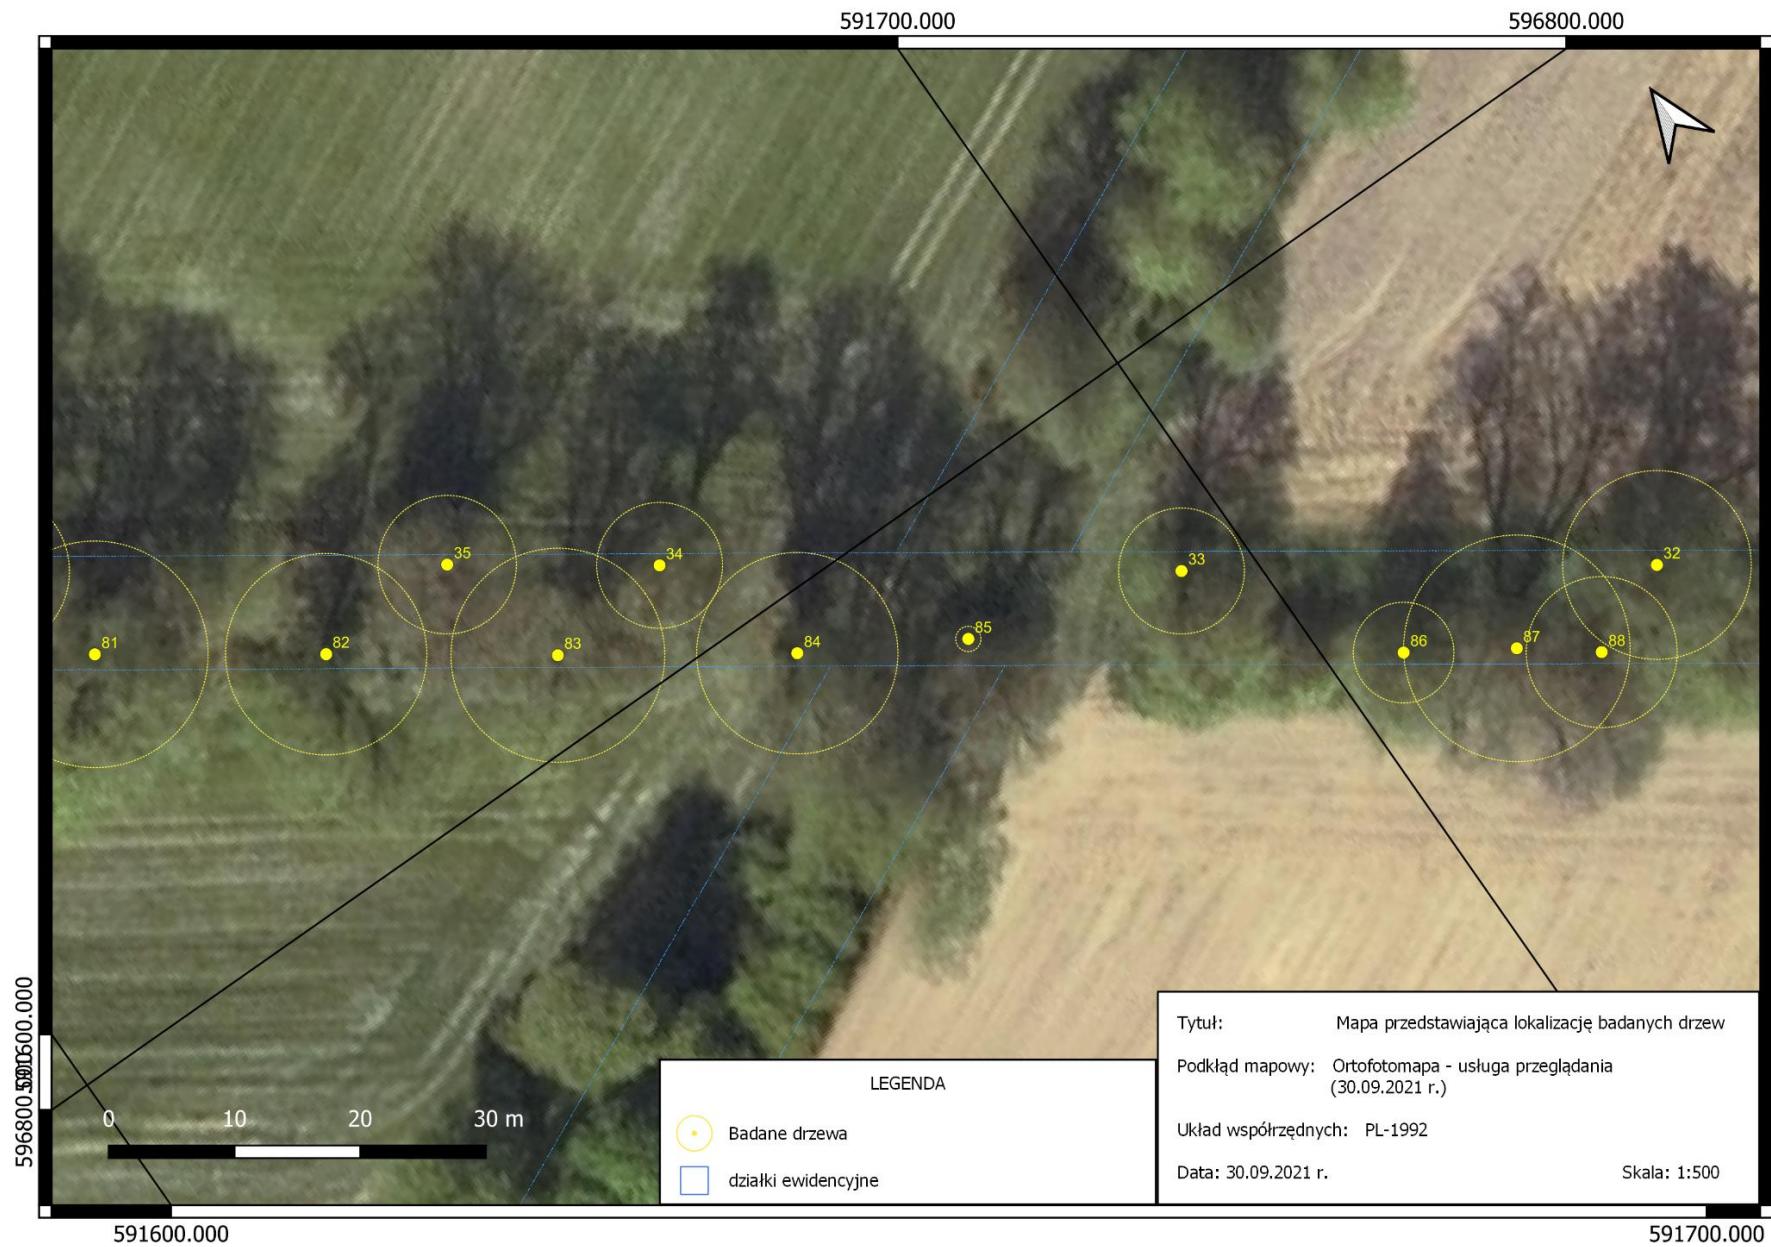 591700.000
596800.000
35
34
33
32
81
82
83
84
85
86
87
88
596800.000
0
10
20
30 m
LEGENDA
Badane drzewa
działki ewidencyjne
Tytuł: Mapa przedstawiająca lokalizację badanych drzew
Podkład mapowy: Ortofotomapa - usługa przeglądania
(30.09.2021 r.)
Układ współrzędnych: PL-1992
Data: 30.09.2021 r.
Skala: 1:500
591600.000
591700.000